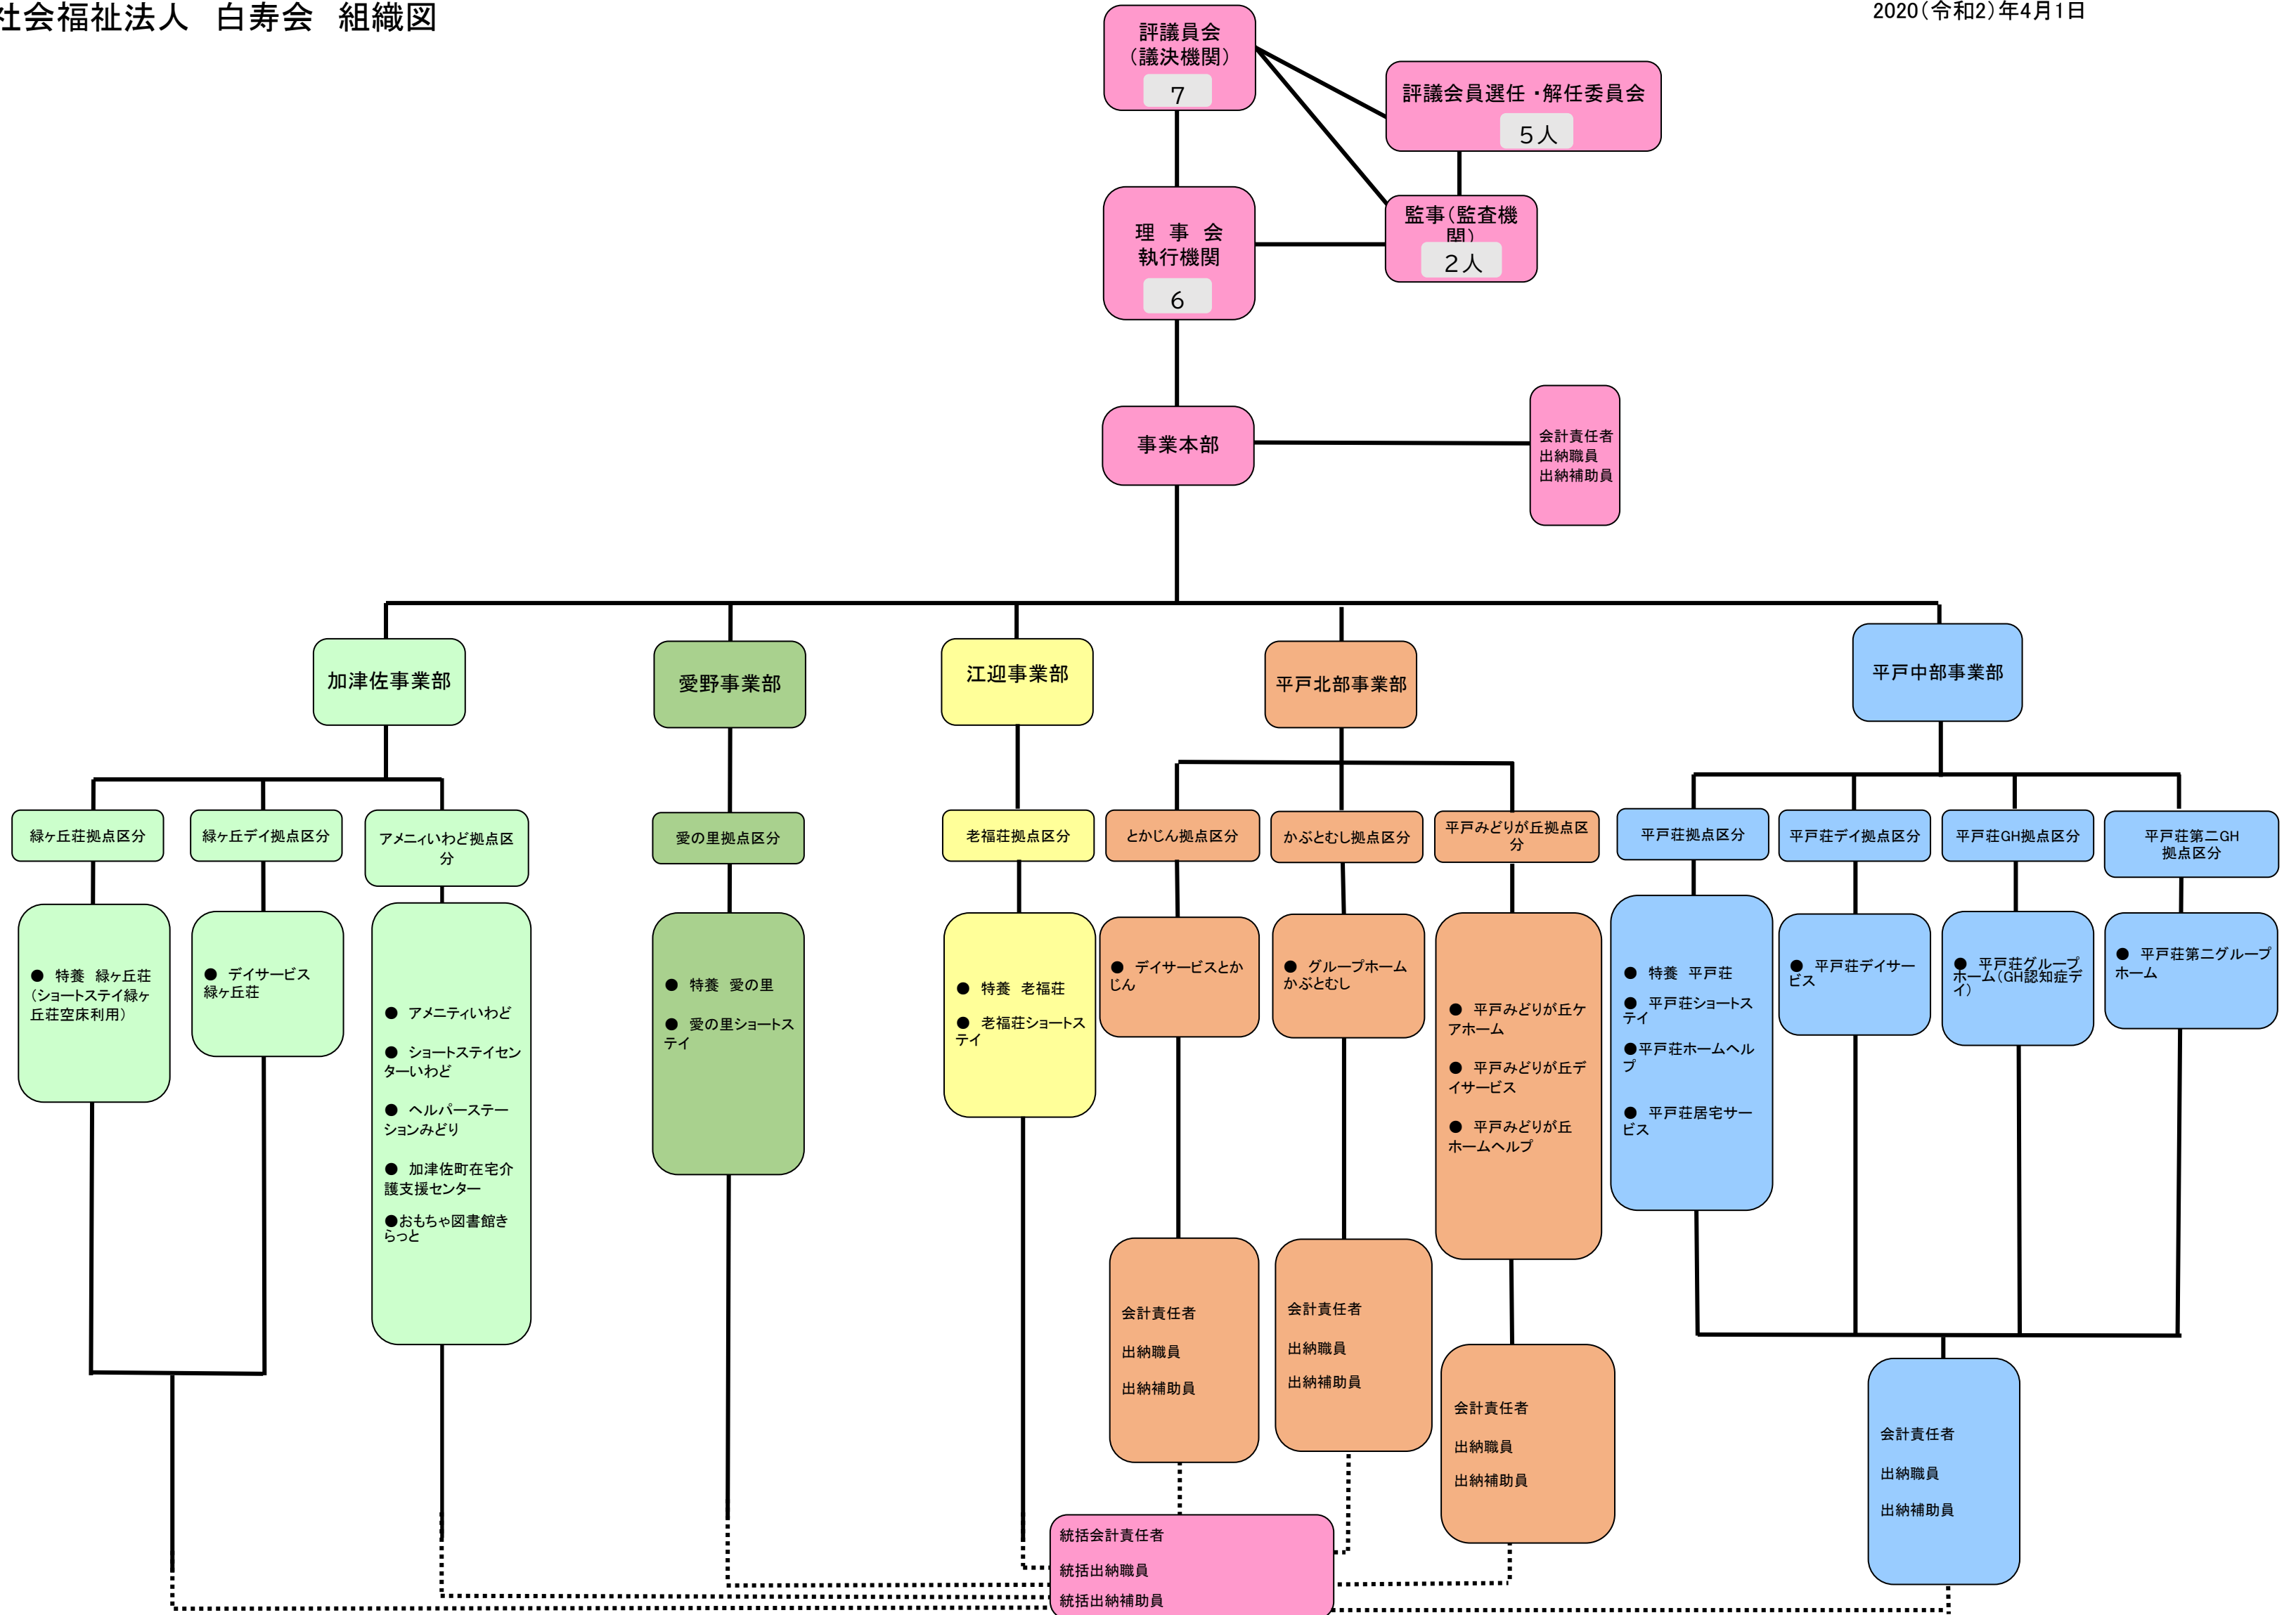 社会福祉法人　白寿会　組織図
2020(令和2)年4月1日
評議員会
(議決機関)
7
評議会員選任・解任委員会
5人
監事(監査機
関)
2人
理　事　会
執行機関
6
事業本部
会計責任者
出納職員
出納補助員
加津佐事業部
愛野事業部
江迎事業部
平戸北部事業部
平戸中部事業部
緑ヶ丘荘拠点区分
緑ヶ丘デイ拠点区分
アメニィいわど拠点区
分
愛の里拠点区分
老福荘拠点区分
とかじん拠点区分
かぶとむし拠点区分
平戸みどりが丘拠点区
分
平戸荘拠点区分
平戸荘デイ拠点区分
平戸荘GH拠点区分
平戸荘第二GH
拠点区分
●　特養　緑ヶ丘荘
(ショートステイ緑ヶ
丘荘空床利用)
●　デイサービス
緑ヶ丘荘
●　アメニティいわど
●　ショートステイセン
ターいわど
●　ヘルパーステー
ションみどり
●　加津佐町在宅介
護支援センター
●おもちゃ図書館き
らっと
●　特養　愛の里
●　愛の里ショートス
テイ
●　特養　老福荘
●　老福荘ショートス
テイ
●　デイサービスとか
じん
●　グループホーム
かぶとむし
●　平戸みどりが丘ケ
アホーム
●　平戸みどりが丘デ
イサービス
●　平戸みどりが丘
ホームヘルプ
●　特養　平戸荘
●　平戸荘ショートス
テイ
●平戸荘ホームヘル
プ
●　平戸荘居宅サー
ビス
●　平戸荘デイサー
ビス
●　平戸荘グループ
ホーム(GH認知症デ
イ)
●　平戸荘第二グループ
ホーム
会計責任者
出納職員
出納補助員
会計責任者
出納職員
出納補助員
会計責任者
出納職員
出納補助員
会計責任者
出納職員
出納補助員
統括会計責任者
統括出納職員
統括出納補助員